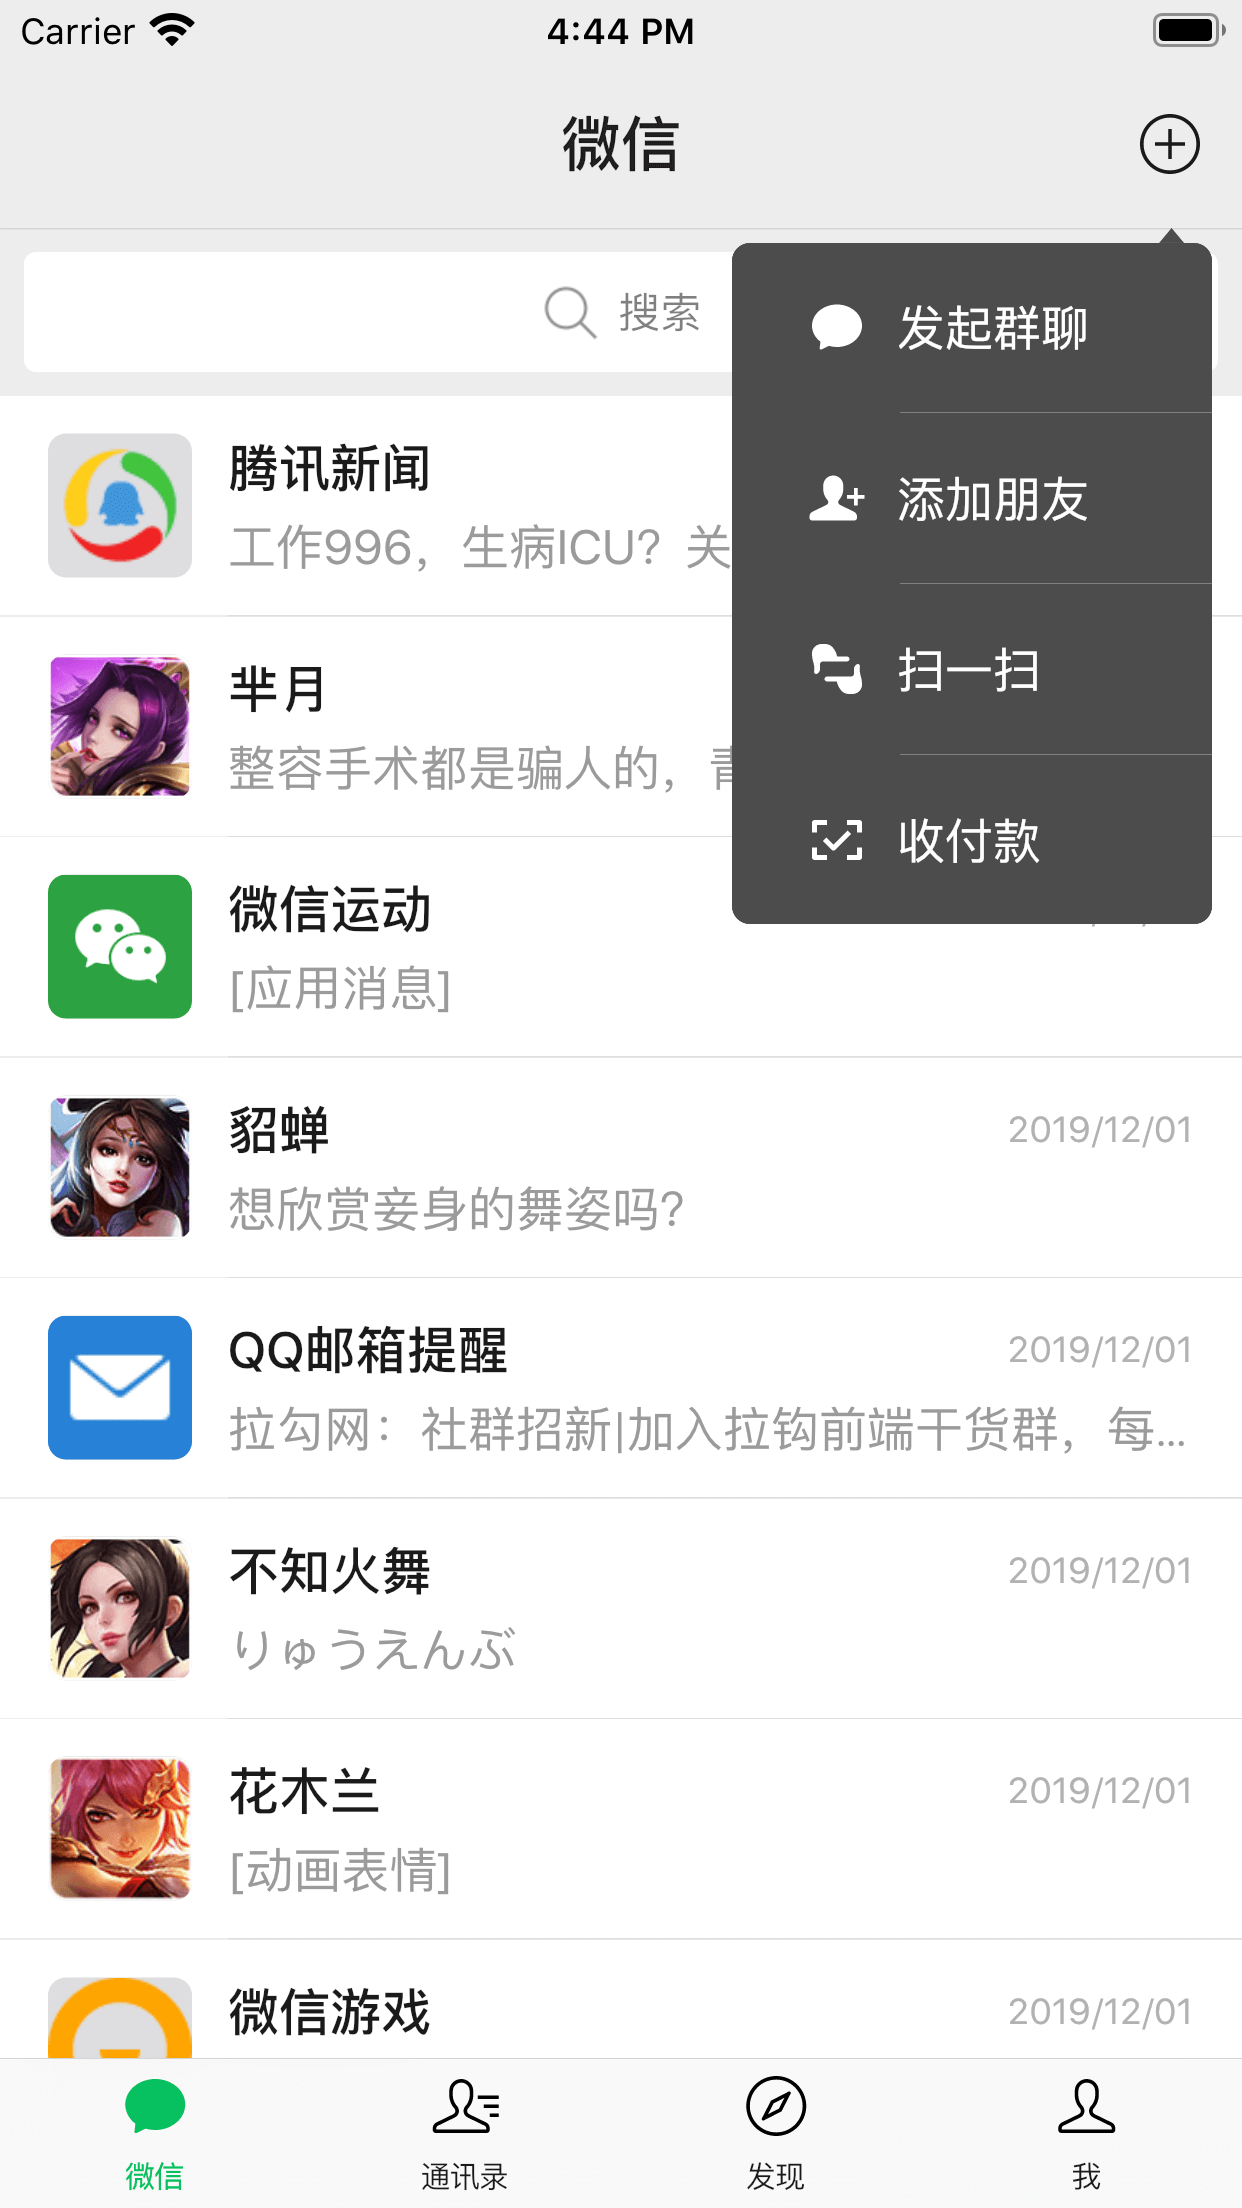 Carrier
4:44 PM
微信
搜索
发起群聊
添加朋友
扫一扫
收付款
腾讯新闻
工作996，生病ICU？关
芈月
整容手术都是骗人的，
微信运动
[应用消息]
貂蝉
2019/12/01
想欣赏妾身的舞姿吗?
QQ邮箱提醒
2019/12/01
拉勾网：社群招新|加入拉钩前端干货群，每...
不知火舞
2019/12/01
りゅうえんぶ
花木兰
2019/12/01
[动画表情]
微信游戏
2019/12/01
微信
通讯录
发现
我